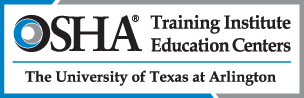 OSHA® Training Institute
Education Centers
The University of Texas at Arlington